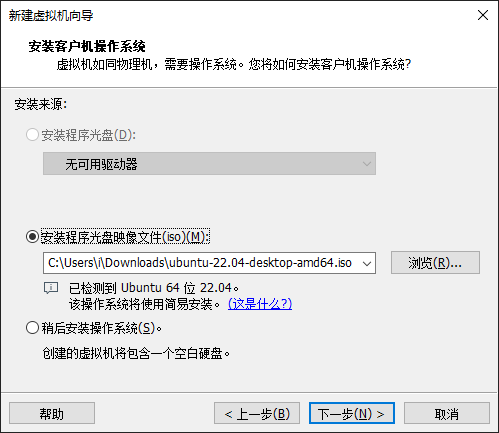 新建虚拟机向导
安装客户机操作系统
虚拟机如同物理机，需要操作系统。您将如何安装客户机操作系统?
安装来源:
安装程序光盘(D):
无可用驱动器
安装程序光盘映像文件(iso)(M):
C:\Users\i\Downloads\ubuntu-22.04-desktop-amd64.iso
浏览(R)...
已检测到 Ubuntu 64 位 22.04。
该操作系统将使用简易安装。 (这是什么?)
稍后安装操作系统(S)。
创建的虚拟机将包含一个空白硬盘。
帮助
< 上一步(B)
下一步(N) >
取消